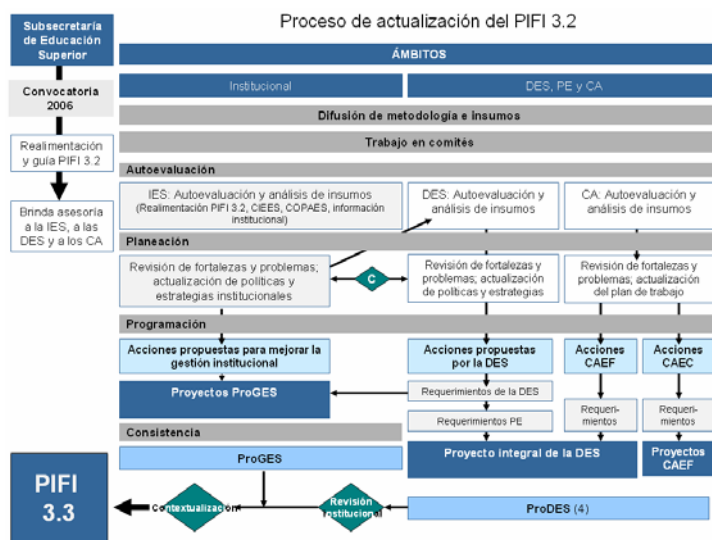 Proceso de actualización del PIFI 3.2
Subsecretaría
de Educación
Superior
ÁMBITOS
Institucional
DES, PE y CA
Convocatoria
2006
Difusión de metodología e insumos
Trabajo en comités
Realimentación
y guía PIFI 3.2
Brinda asesoría
a la IES, a las
DES y a los CA
Autoevaluación
IES: Autoevaluación y análisis de insumos
(Realimentación PIFI 3.2, CIEES, COPAES, información
institucional)
DES: Autoevaluación y
análisis de insumos
CA: Autoevaluación
y análisis de insumos
Planeación
Revisión de fortalezas y problemas;
actualización de políticas y
estrategias institucionales
C
Revisión de fortalezas y
problemas; actualización
de políticas y estrategias
Revisión de fortalezas y
problemas; actualización
del plan de trabajo
Programación
Acciones propuestas para mejorar la
gestión institucional
Acciones propuestas
por la DES
Acciones
CAEF
Acciones
CAEC
Proyectos ProGES
Requerimientos de la DES
Requerimientos PE
Requeri-
mientos
Requeri-
mientos
Consistencia
ProGES
Proyecto integral de la DES
Proyectos
CAEF
PIFI
3.3
Contextualización
Revisión
Institucional
ProDES (4)